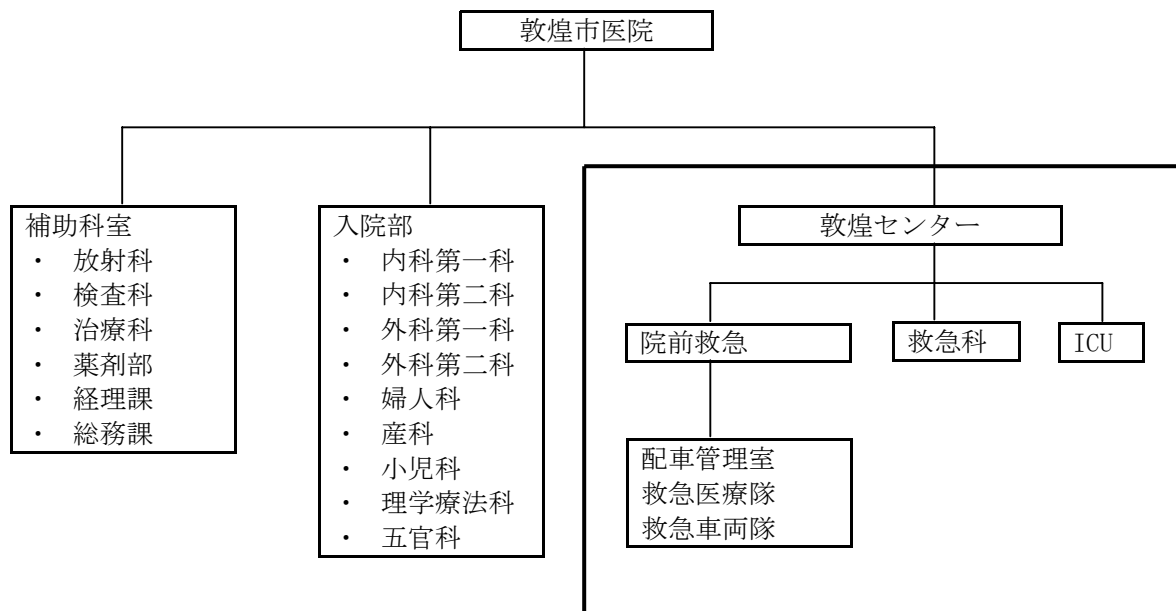 敦煌市医院
補助科室
・ 放射科
・ 検査科
・ 治療科
・ 薬剤部
・ 経理課
・ 総務課
入院部
・ 内科第一科
・ 内科第二科
・ 外科第一科
・ 外科第二科
・ 婦人科
・ 産科
・ 小児科
・ 理学療法科
・ 五官科
敦煌センター
院前救急
救急科
ICU
配車管理室
救急医療隊
救急車両隊